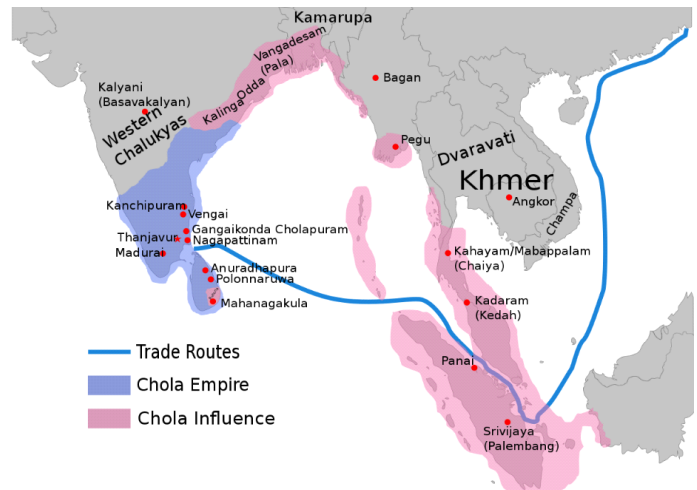 Kamarupa
Vangadesam
(Pala)
Odda
Kalinga
Kalyani
(Basavakalyan)
Western
Chalukyas
Bagan
Pegu
Dvaravati
Khmer
Angkor
Champa
Kanchipuram
Vengai
Gangaikonda Cholapuram
Thanjavur
Nagapattinam
Madurai
Anuradhapura
Polonnaruwa
Mahanagakula
Kahayam/Mabappalam
(Chaiya)
Kadaram
(Kedah)
Panai
Srivijaya
(Palembang)
Trade Routes
Chola Empire
Chola Influence